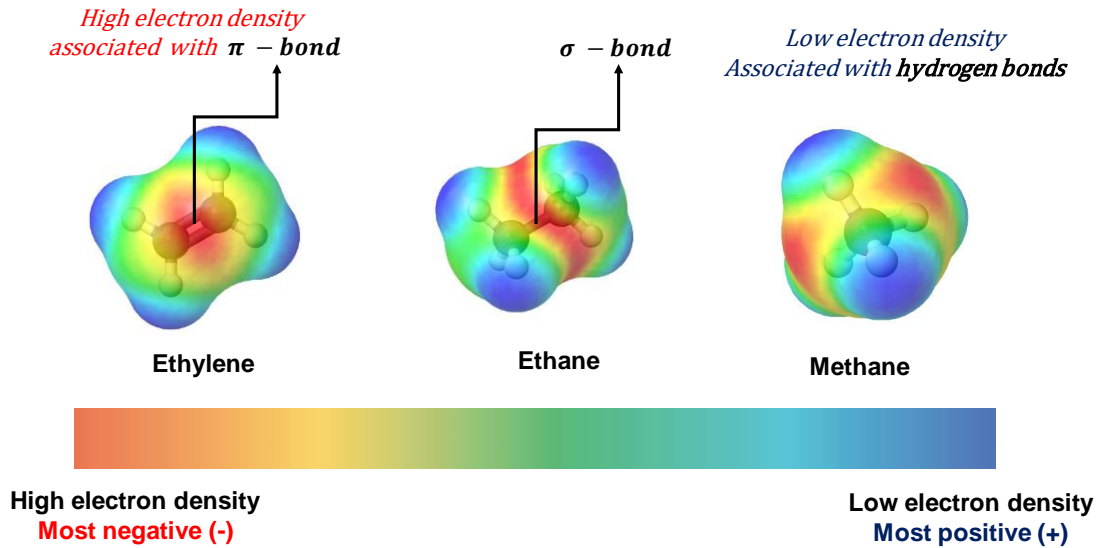 High electron density
associated with π − bond
σ − bond
Low electron density
Associated with hydrogen bonds
Ethylene
Ethane
Methane
High electron density
Most negative (-)
Low electron density
Most positive (+)